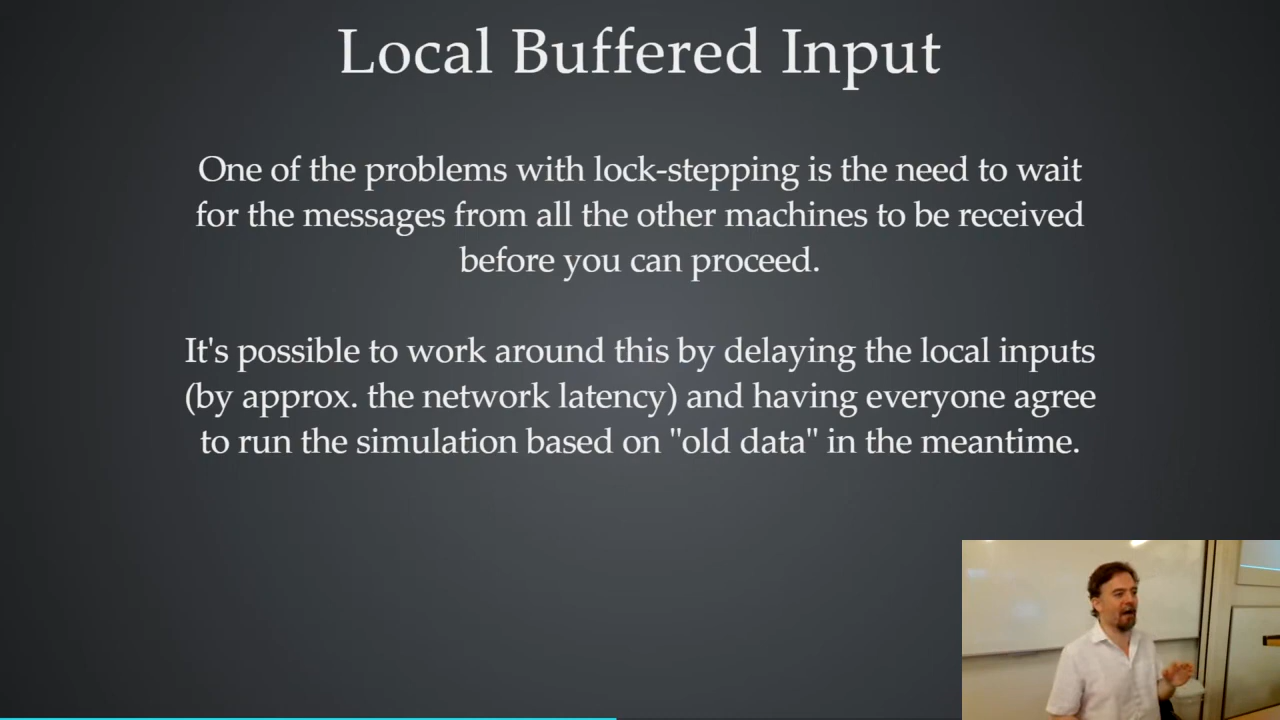 Local Buffered Input
One of the problems with lock-stepping is the need to wait
for the messages from all the other machines to be received
before you can proceed.
It's possible to work around this by delaying the local inputs
(by approx. the network latency) and having everyone agree
to run the simulation based on "old data" in the meantime.